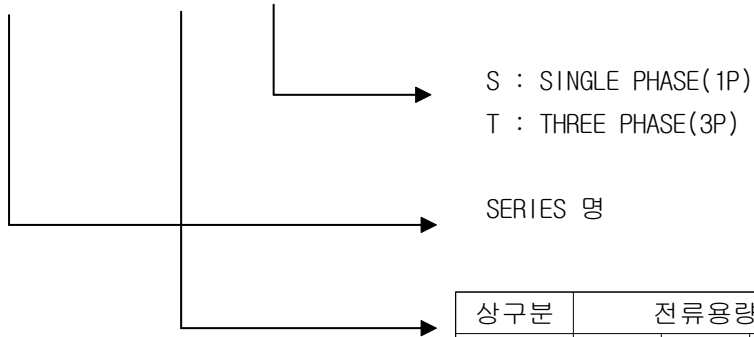 S : SINGLE PHASE(1P)
T : THREE PHASE(3P)
SERIES 명
상구분 전류용량